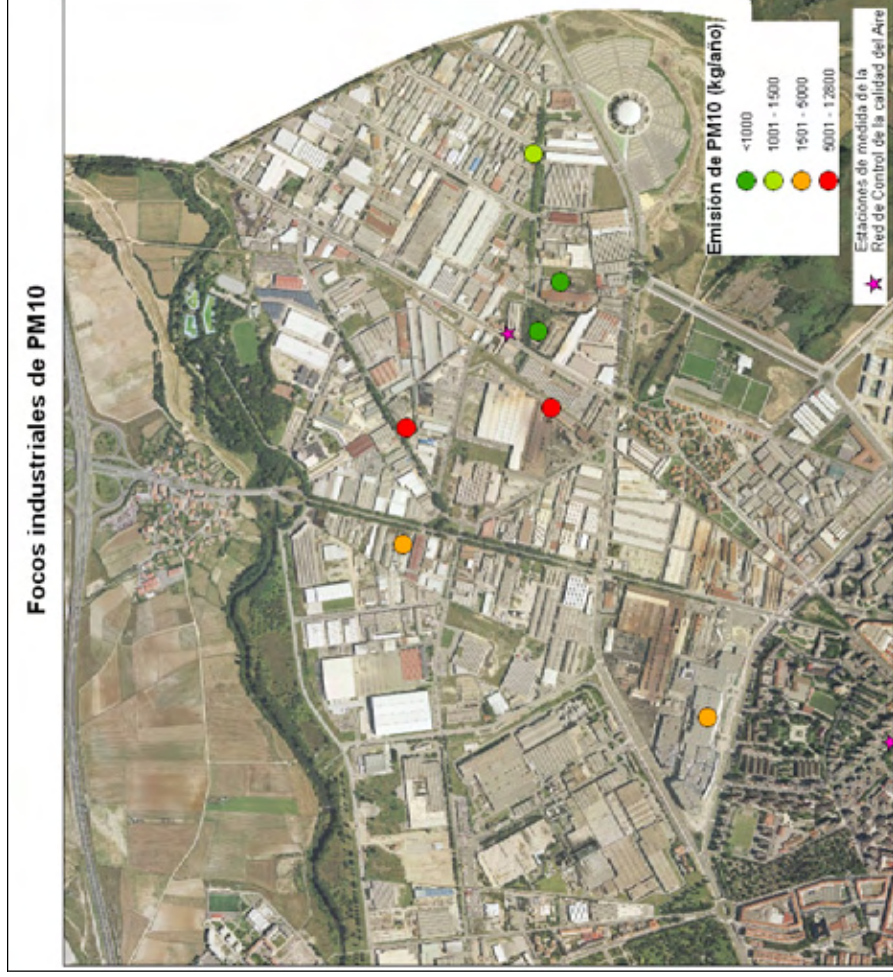 Focos industriales de PM10
Emisión de PM10 (kg/año)
<1000
1001 - 1500
1501 - 5000
5001 - 12800
Estaciones de medida de la
Red de Control de la calidad del Aire